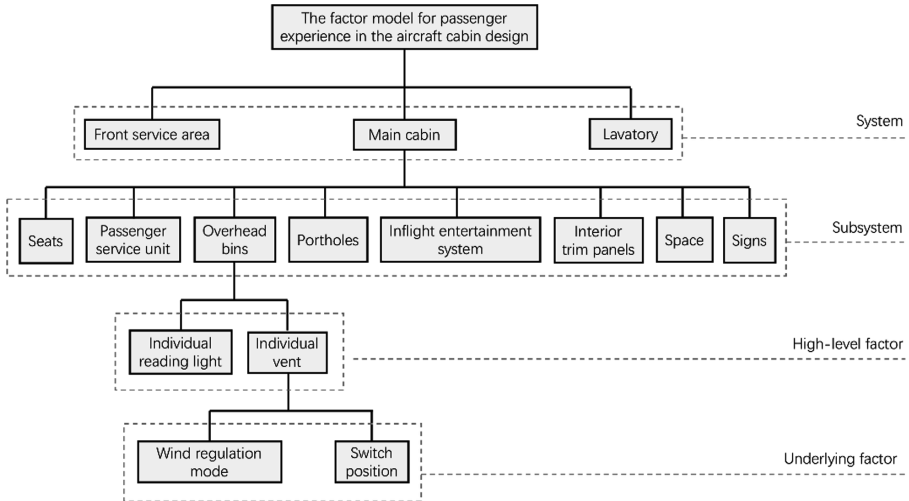 The factor model for passenger
experience in the aircraft cabin design
Front service area
Main cabin
Lavatory
System
Seats
Passenger
service unit
Overhead
bins
Portholes
Inflight entertainment
system
Interior
trim panels
Space
Signs
Subsystem
Individual
reading light
Individual
vent
High-level factor
Wind regulation
mode
Switch
position
Underlying factor